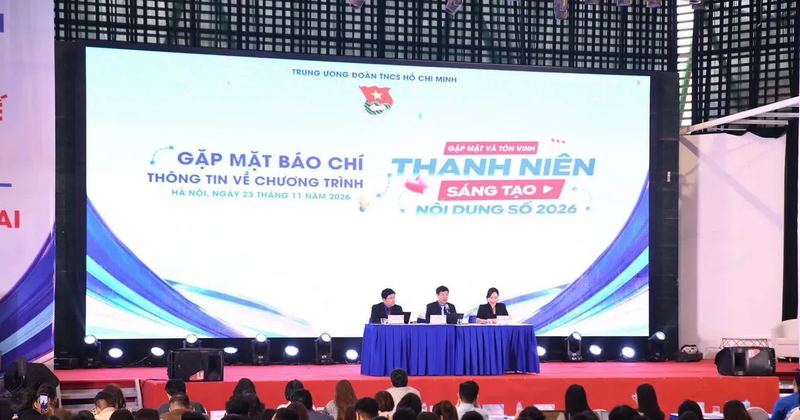 TRUNG ƯƠNG ĐOÀN TNCS HỒ CHÍ MINH
GẶP MẶT BÁO CHÍ
THÔNG TIN VỀ CHƯƠNG TRÌNH
HÀ NỘI, NGÀY 23 THÁNG 11 NĂM 2026
GẶP MẶT VÀ TÔN VINH
THANH NIÊN
SÁNG TẠO
NỘI DUNG SỐ 2026
AI